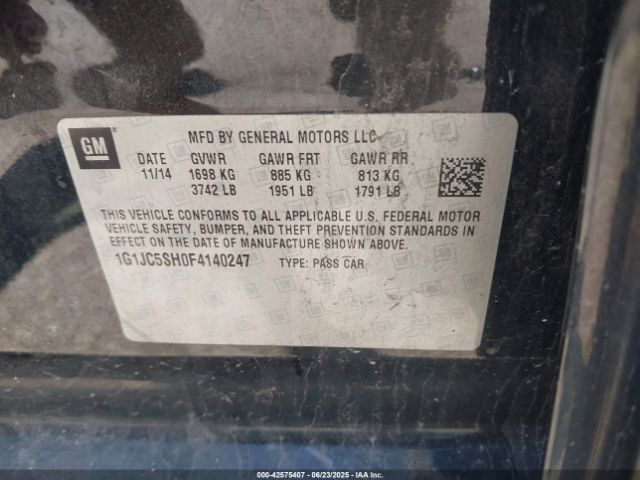 GM
MFD BY GENERAL MOTORS LLC
DATE GVWR GAWR FRT GAWR RR
11/14 1698 KG 885 KG 813 KG
3742 LB 1951 LB 1791 LB
THIS VEHICLE CONFORMS TO ALL APPLICABLE U.S. FEDERAL MOTOR
VEHICLE SAFETY, BUMPER, AND THEFT PREVENTION STANDARDS IN
EFFECT ON THE DATE OF MANUFACTURE SHOWN ABOVE.
1G1JC5SH0F4140247 TYPE: PASS CAR
000-42575407 - 06/23/2025 - IAA Inc.